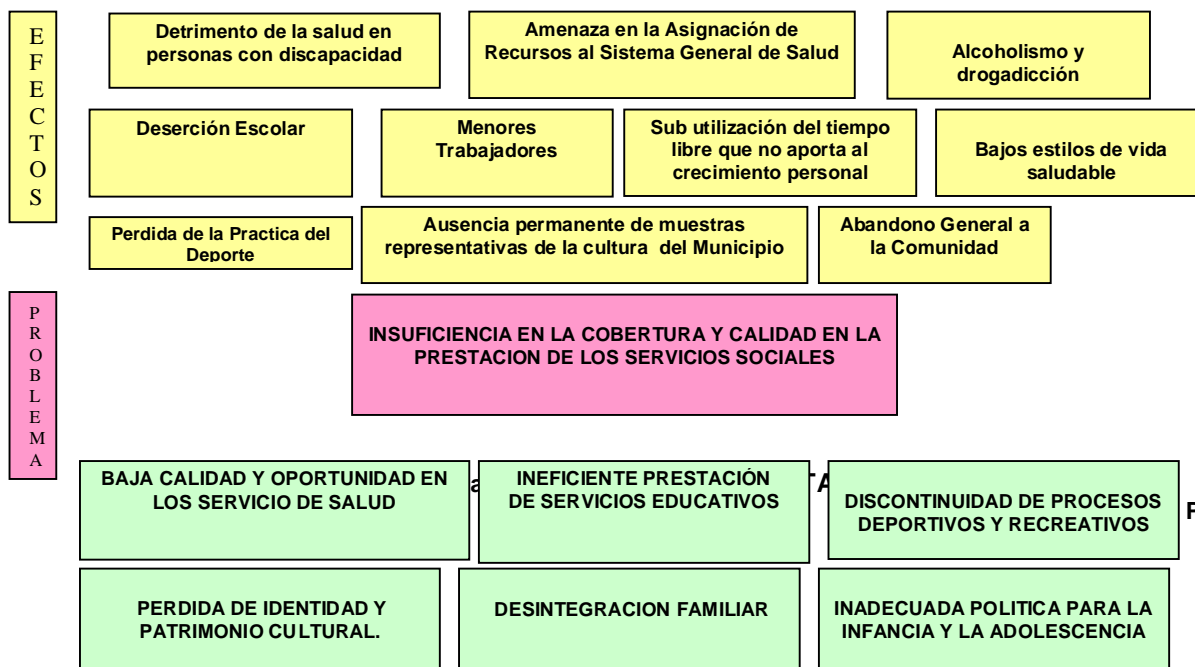 EFECTOS
Detrimento de la salud en
personas con discapacidad
Amenaza en la Asignación de
Recursos al Sistema General de Salud
Alcoholismo y
drogadicción
Deserción Escolar
Menores
Trabajadores
Sub utilización del tiempo
libre que no aporta al
crecimiento personal
Bajos estilos de vida
saludable
Perdida de la Practica del
Deporte
Ausencia permanente de muestras
representativas de la cultura del Municipio
Abandono General a
la Comunidad
PROBLEMA
INSUFICIENCIA EN LA COBERTURA Y CALIDAD EN LA
PRESTACION DE LOS SERVICIOS SOCIALES
BAJA CALIDAD Y OPORTUNIDAD EN
LOS SERVICIO DE SALUD
INEFICIENTE PRESTACIÓN
DE SERVICIOS EDUCATIVOS
DISCONTINUIDAD DE PROCESOS
DEPORTIVOS Y RECREATIVOS
PERDIDA DE IDENTIDAD Y
PATRIMONIO CULTURAL.
DESINTEGRACION FAMILIAR
INADECUADA POLITICA PARA LA
INFANCIA Y LA ADOLESCENCIA